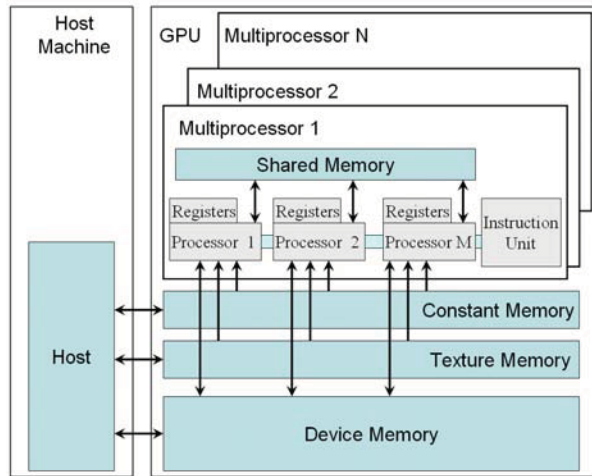 Host
Machine
GPU
Multiprocessor N
Multiprocessor 2
Multiprocessor 1
Shared Memory
Registers
Registers
Registers
Processor 1
Processor 2
Processor M
Instruction
Unit
Constant Memory
Texture Memory
Host
Device Memory